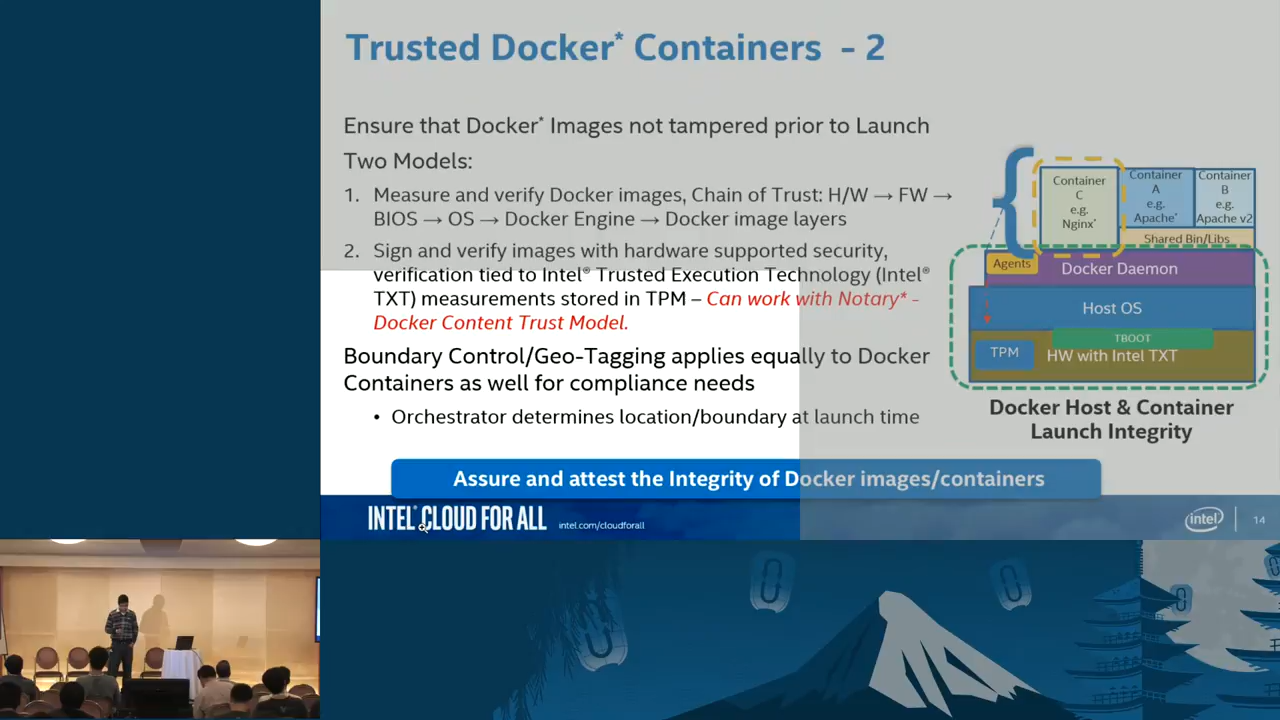 Trusted Docker* Containers - 2
Ensure that Docker* Images not tampered prior to Launch
Two Models:
1. Measure and verify Docker images, Chain of Trust: H/W → FW →
BIOS → OS → Docker Engine → Docker image layers
2. Sign and verify images with hardware supported security,
verification tied to Intel® Trusted Execution Technology (Intel®
TXT) measurements stored in TPM – Can work with Notary* -
Docker Content Trust Model.
Boundary Control/Geo-Tagging applies equally to Docker
Containers as well for compliance needs
• Orchestrator determines location/boundary at launch time
Container
C
e.g.
Nginx*
Container
A
e.g.
Apache*
Container
B
e.g.
Apache v2
Shared Bin/Libs
Agents
Docker Daemon
Host OS
TBOOT
TPM
HW with Intel TXT
Docker Host & Container
Launch Integrity
Assure and attest the Integrity of Docker images/containers
INTEL® CLOUD FOR ALL
intel.com/cloudforall
intel
14